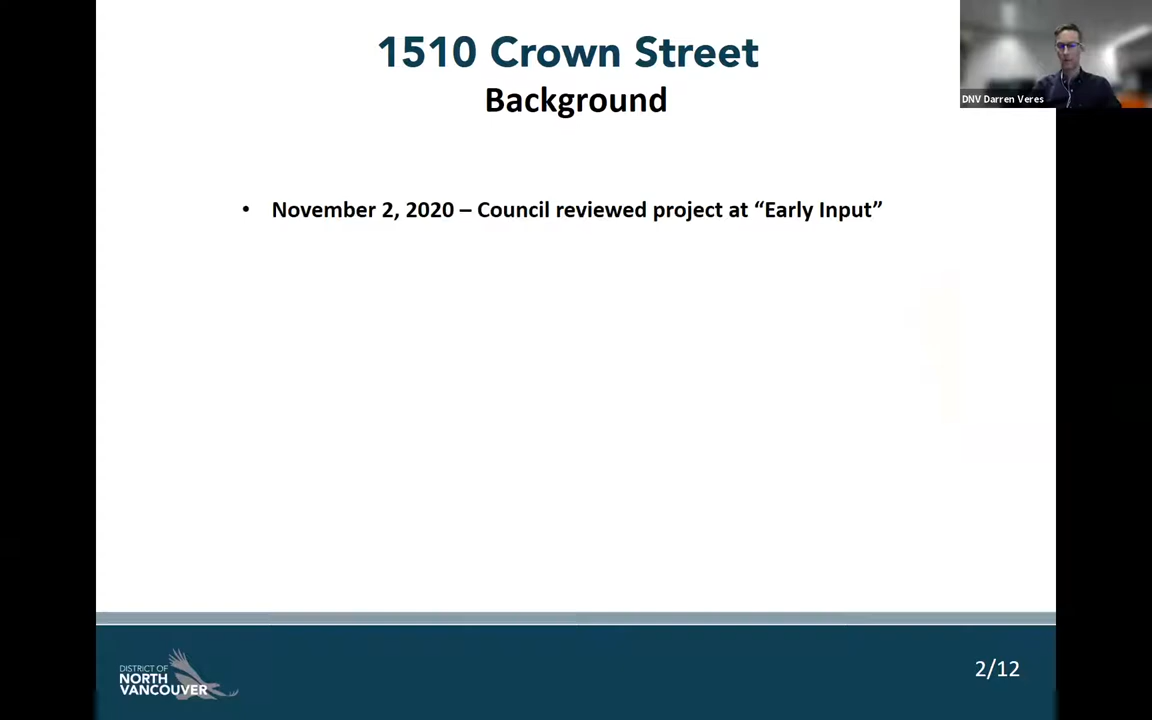 1510 Crown Street
Background
DNV Darren Veres
• November 2, 2020 – Council reviewed project at “Early Input”
DISTRICT OF
NORTH
VANCOUVER
2/12